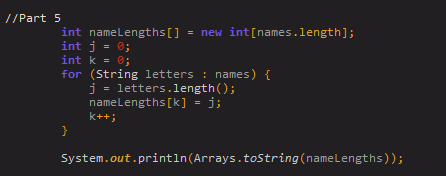 //Part 5
int nameLengths[] = new int[names.length];
int j = 0;
int k = 0;
for (String letters : names) {
j = letters.length();
nameLengths[k] = j;
k++;
}
System.out.println(Arrays.toString(nameLengths));